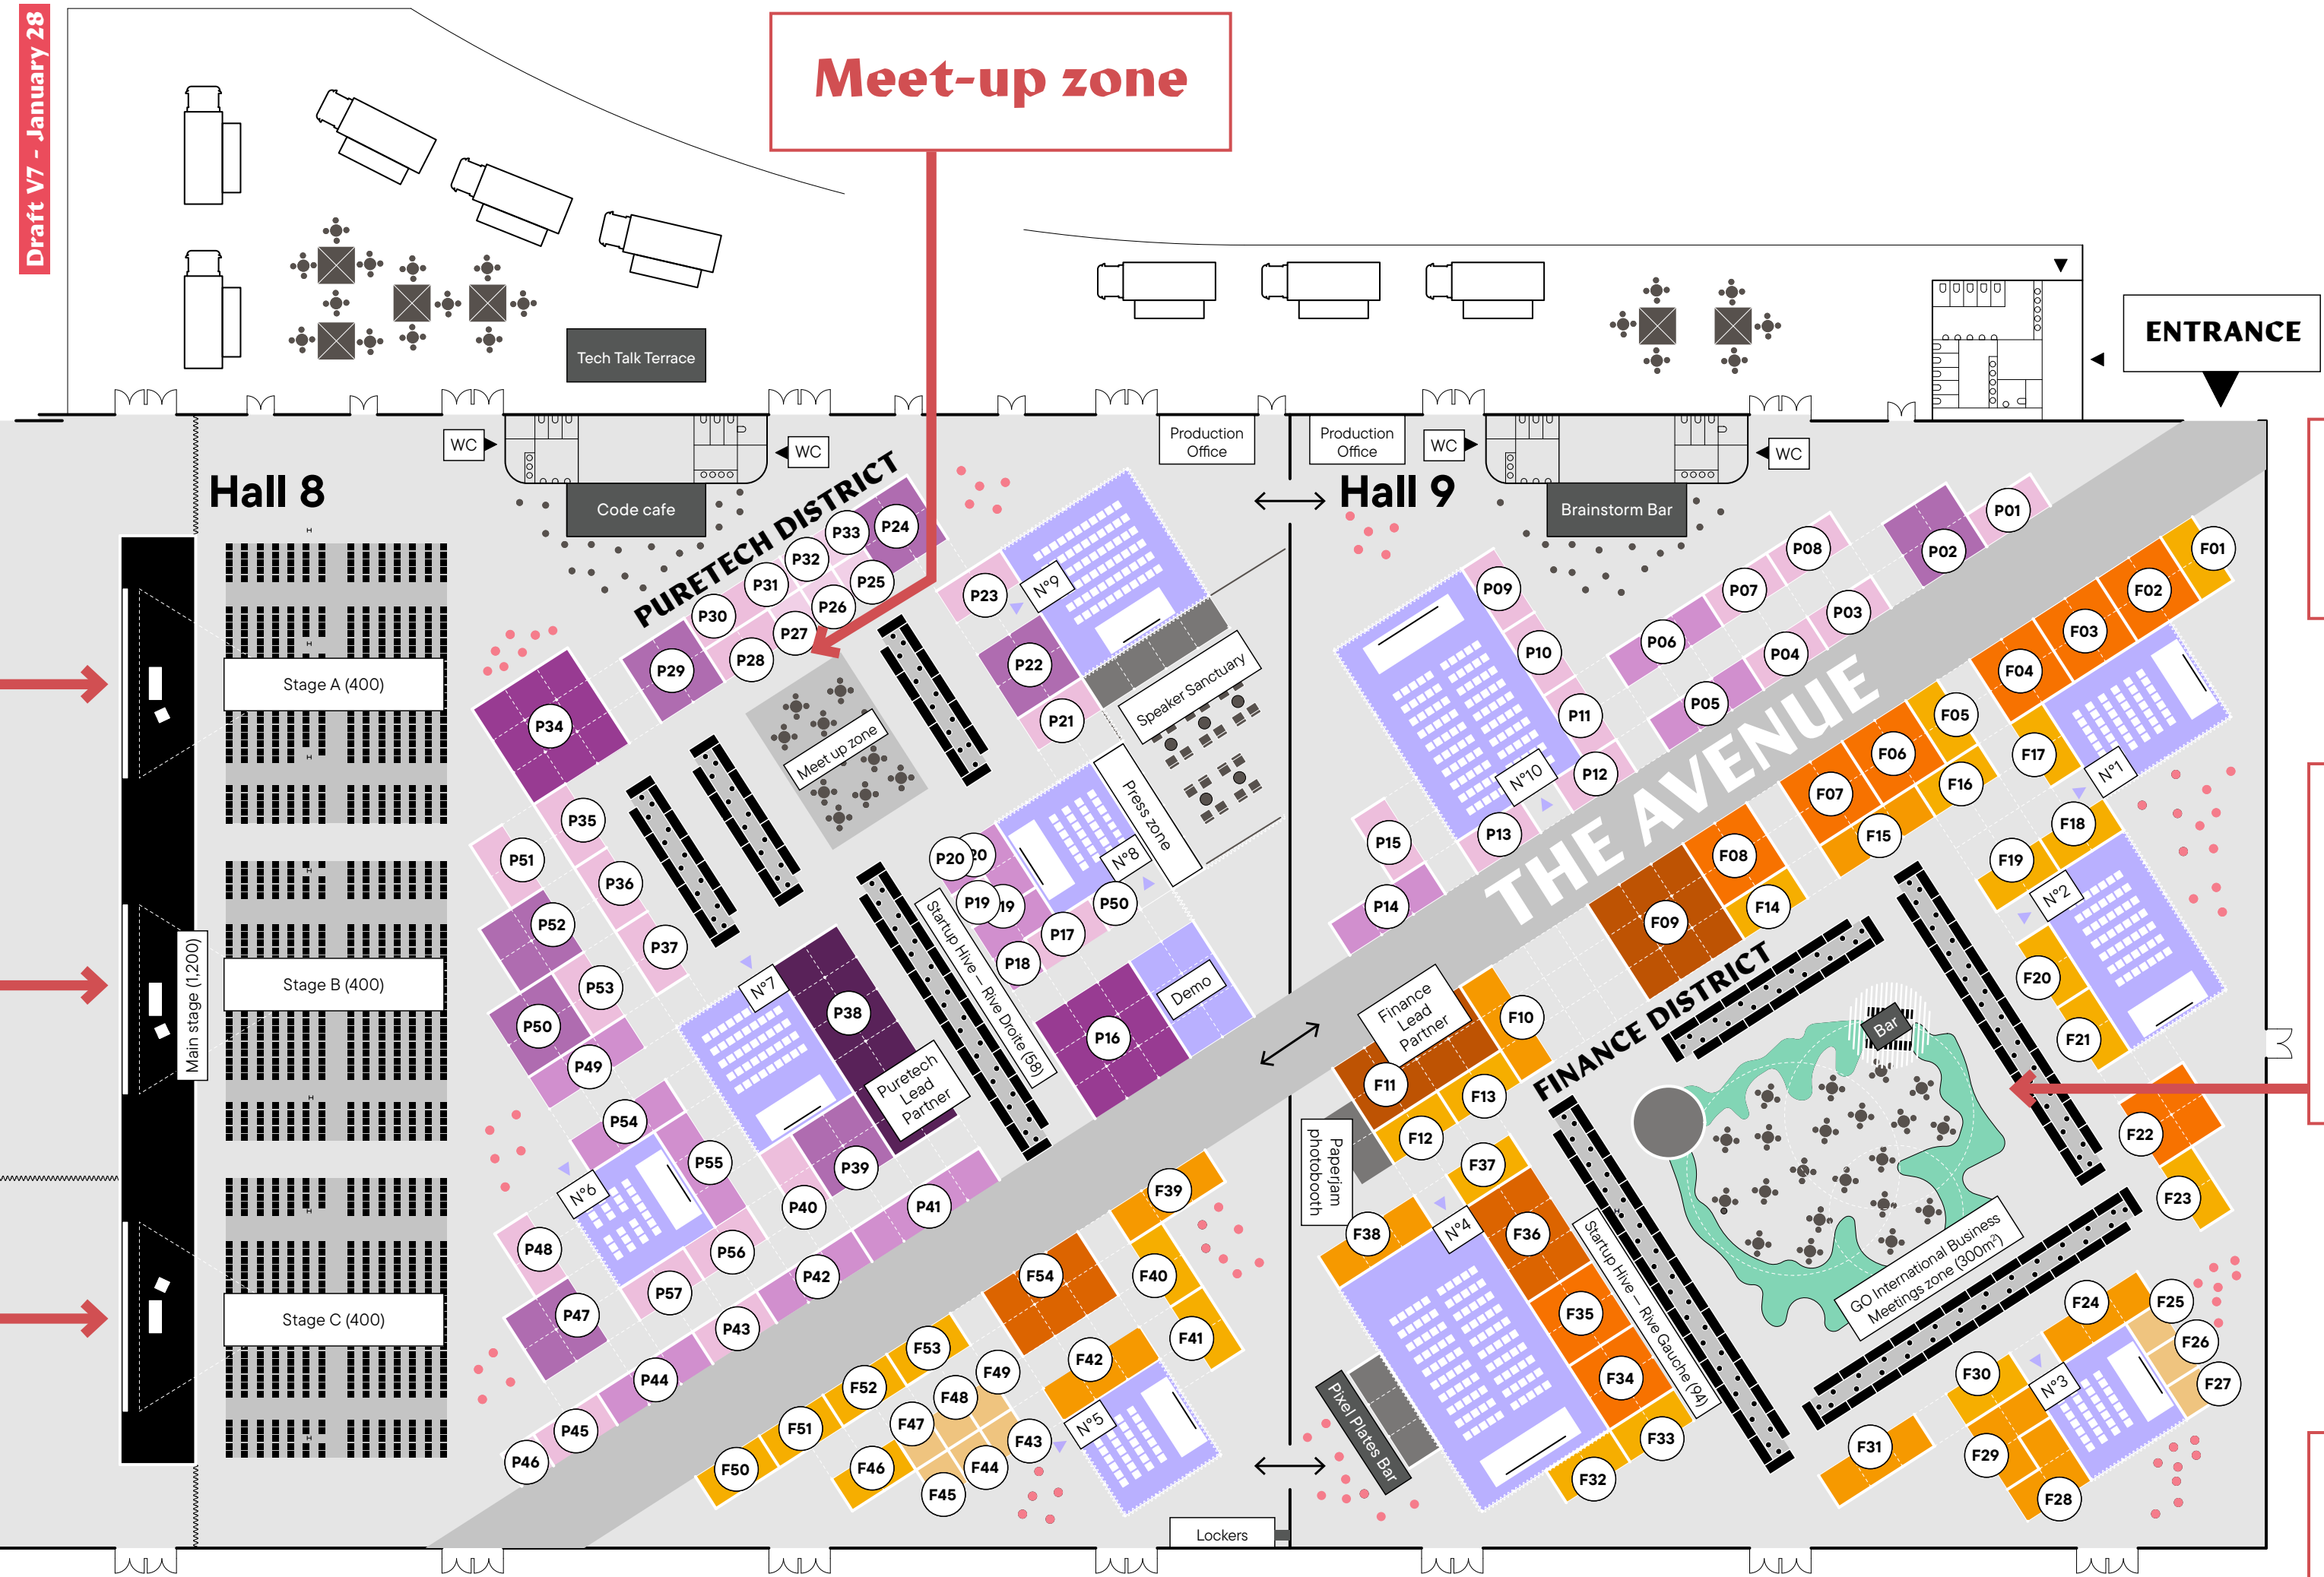 Draft V7 - January 28
Meet-up zone
Tech Talk Terrace
ENTRANCE
WC
WC
Production
Office
Production
Office
WC
WC
Hall 8
Code cafe
PURETECH DISTRICT
Hall 9
Brainstorm Bar
P33
P24
P32
P31
P25
P30
P26
P27
P28
P29
P34
P23
N°9
P22
P21
Speaker Sanctuary
Meet up zone
Press zone
P35
P51
P36
P52
P37
P53
P50
P49
P20
20
P19
19
N°8
P50
P17
P18
Startup Hive – Rive Droite (58)
N°7
P38
Puretech
Lead
Partner
P16
Demo
P54
P55
N°6
P39
P40
P41
P48
P56
P57
P42
P47
P43
P44
P45
P46
Main stage (1,200)
Stage A (400)
Stage B (400)
Stage C (400)
P01
P02
P08
P07
P03
P06
P04
P05
P09
P10
P11
P12
N°10
P13
P15
P14
THE AVENUE
F01
F02
F03
F04
F05
F06
F17
N°1
F07
F16
F15
F18
F08
F19
F14
N°2
F09
F20
F21
FINANCE DISTRICT
Finance
Lead
Partner
F10
F11
F13
F12
Bar
F22
F23
Paperjam
photobooth
F37
F38
N°4
F36
F35
F34
F33
F32
Startup Hive – Rive Gauche (94)
GO International Business
Meetings zone (300m²)
F24
F25
F26
F27
F30
N°3
F29
F31
F28
Pixel Plates Bar
F39
F40
F54
F41
F42
F53
F52
F49
F48
F51
F47
F43
N°5
F50
F46
F44
F45
Lockers